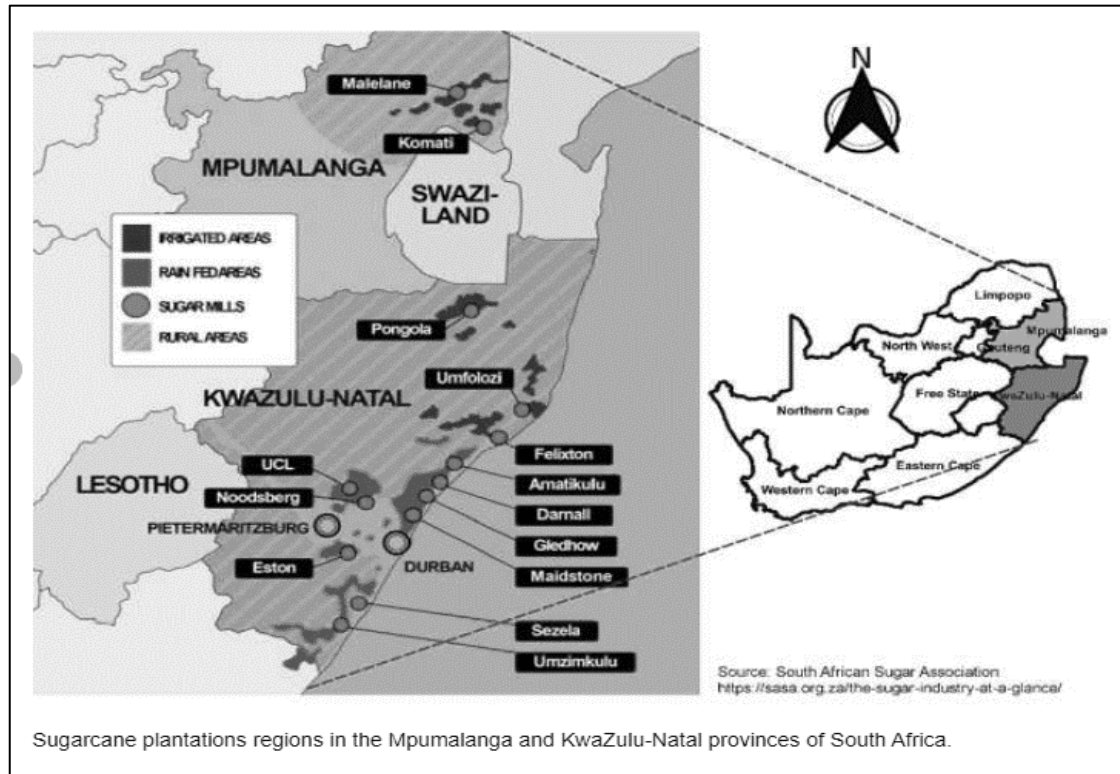 Malelane
Komati
MPUMALANGA
SWAZI-
LAND
IRRIGATED AREAS
RAIN FED AREAS
SUGAR MILLS
RURAL AREAS
Pongola
Umfolozi
KWAZULU-NATAL
Felixton
UCL
Amatikulu
LESOTHO
Noodsberg
Darnall
PIETERMARITZBURG
Gledhow
Eston
DURBAN
Maidstone
Sezela
Umzimkulu
N
Limpopo
Mpumalanga
North West
Gauteng
Free State
KwaZulu-Natal
Northern Cape
Eastern Cape
Western Cape
Source: South African Sugar Association
https://sasa.org.za/the-sugar-industry-at-a-glance/
Sugarcane plantations regions in the Mpumalanga and KwaZulu-Natal provinces of South Africa.